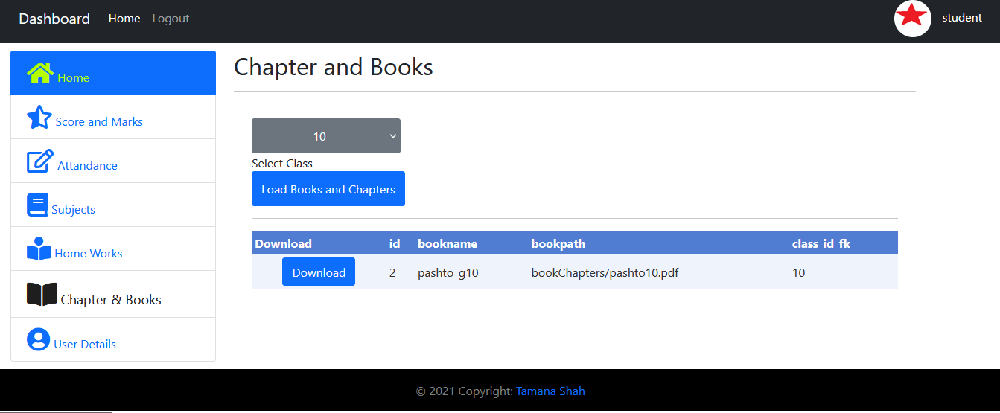 Dashboard Home Logout student
Home
Score and Marks
Attandance
Subjects
Home Works
Chapter & Books
User Details
Chapter and Books
10
Select Class
Load Books and Chapters
Download id bookname bookpath class_id_fk
Download 2 pashto_g10 bookChapters/pashto10.pdf 10
© 2021 Copyright: Tamana Shah